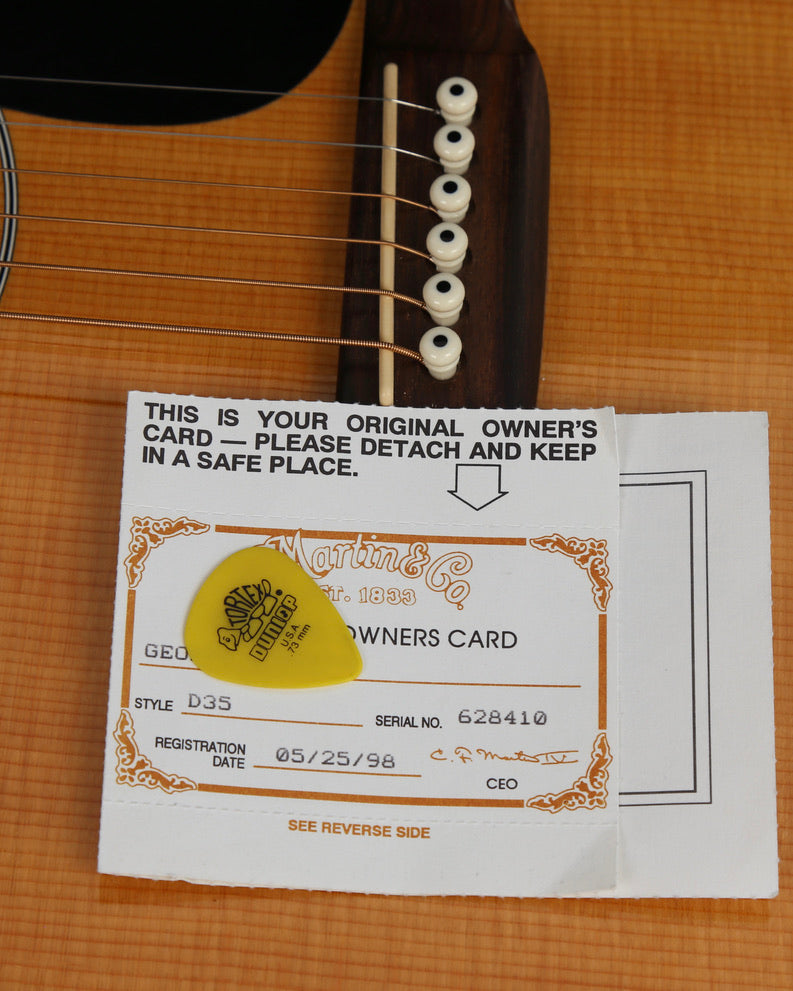 THIS IS YOUR ORIGINAL OWNER'S
CARD — PLEASE DETACH AND KEEP
IN A SAFE PLACE.
Martin & Co.
EST. 1833
OWNERS CARD
GEO
STYLE D35
SERIAL NO. 628410
REGISTRATION
DATE 05/25/98
C. F. Martin IV
CEO
SEE REVERSE SIDE
TORTEX
DUNLOP
U.S.A.
.73 mm